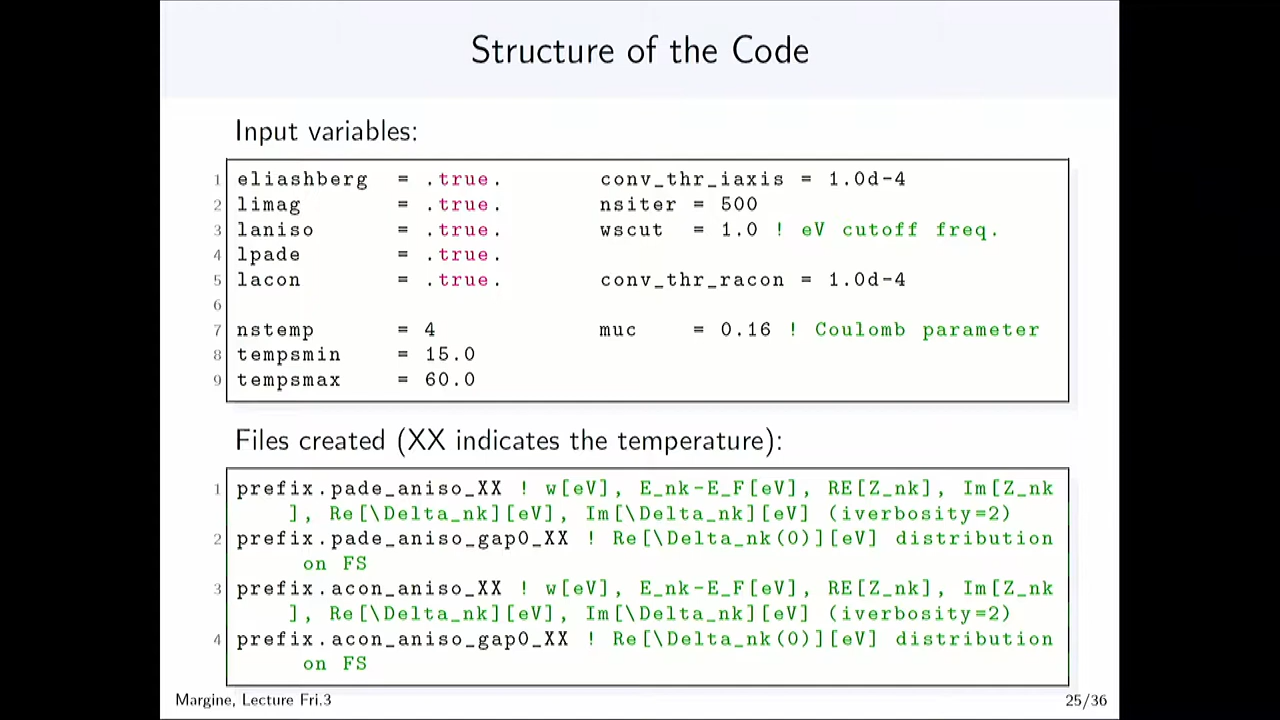 Structure of the Code
Input variables:
1 eliashberg = .true. conv_thr_iaxis = 1.0d-4
2 limag = .true. nsiter = 500
3 laniso = .true. wscut = 1.0 ! eV cutoff freq.
4 lpade = .true.
5 lacon = .true. conv_thr_racon = 1.0d-4
6
7 nstemp = 4 muc = 0.16 ! Coulomb parameter
8 tempsmin = 15.0
9 tempsmax = 60.0
Files created (XX indicates the temperature):
1 prefix.pade_aniso_XX ! w[eV], E_nk-E_F[eV], RE[Z_nk], Im[Z_nk
], Re[\Delta_nk][eV], Im[\Delta_nk][eV] (iverbosity=2)
2 prefix.pade_aniso_gap0_XX ! Re[\Delta_nk(0)][eV] distribution
on FS
3 prefix.acon_aniso_XX ! w[eV], E_nk-E_F[eV], RE[Z_nk], Im[Z_nk
], Re[\Delta_nk][eV], Im[\Delta_nk][eV] (iverbosity=2)
4 prefix.acon_aniso_gap0_XX ! Re[\Delta_nk(0)][eV] distribution
on FS
Margine, Lecture Fri.3 25/36